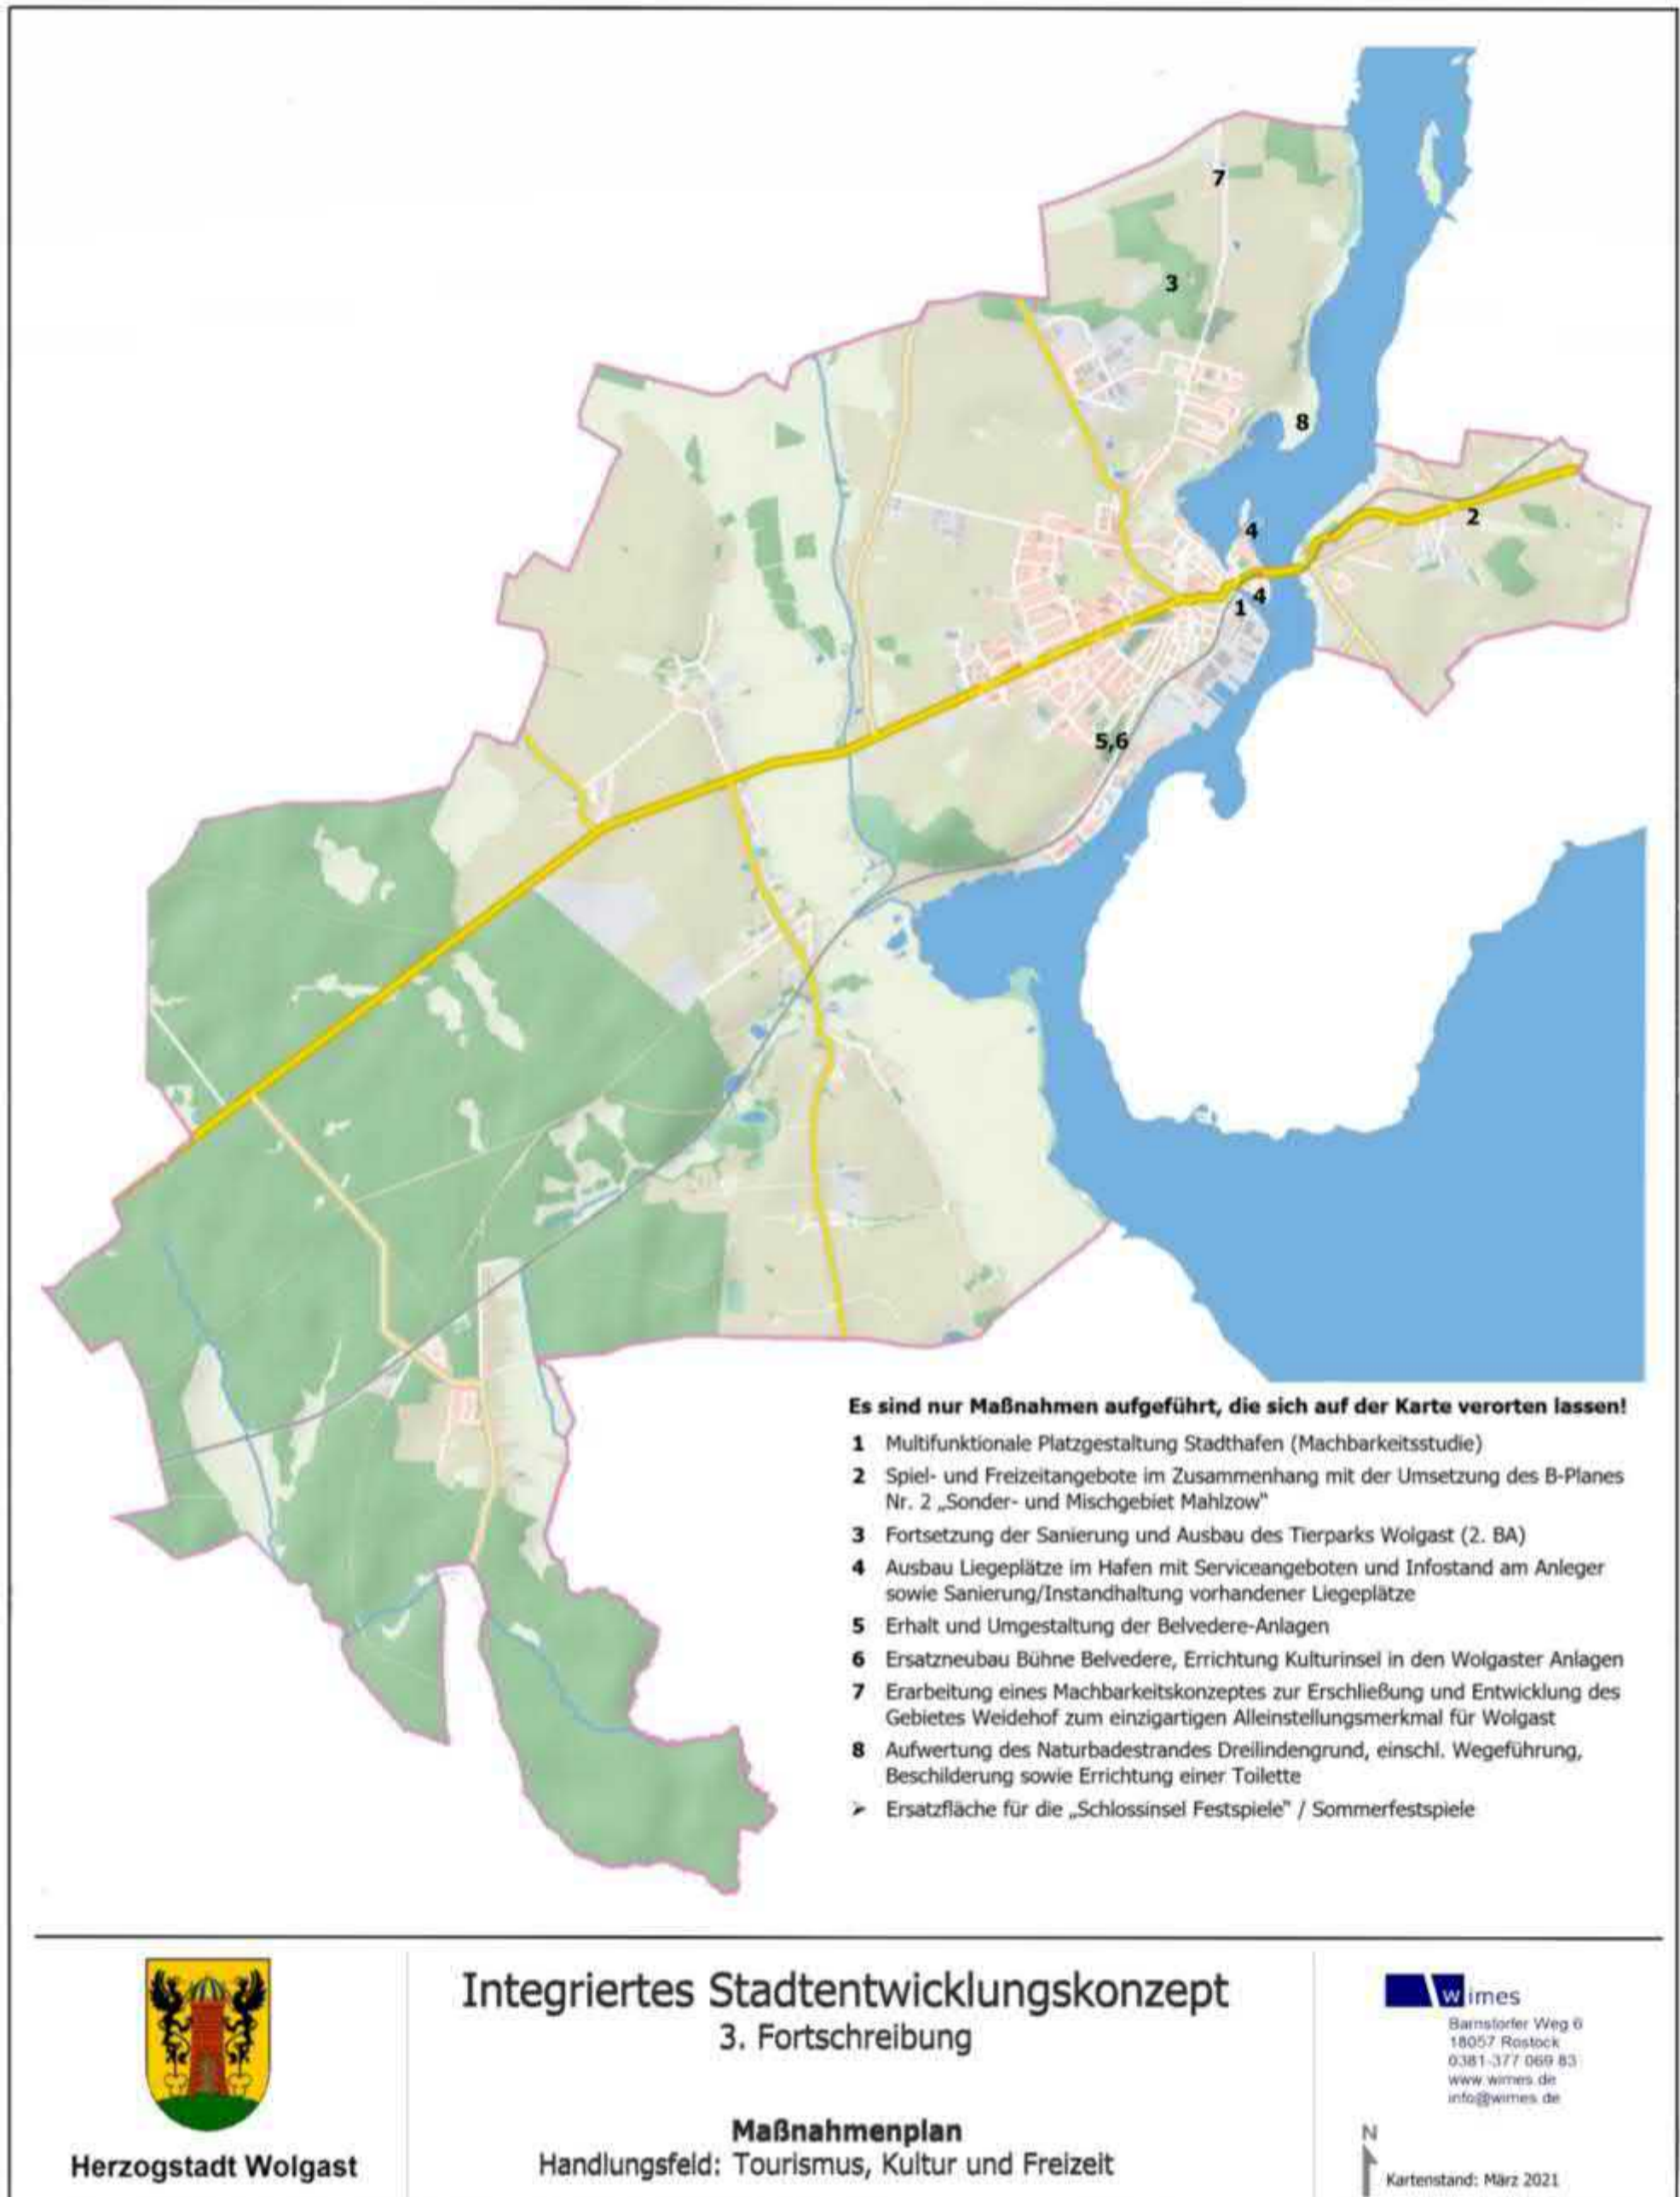 7
3
8
2
4
4
1
5,6
Es sind nur Maßnahmen aufgeführt, die sich auf der Karte verorten lassen!
1 Multifunktionale Platzgestaltung Stadthafen (Machbarkeitsstudie)
2 Spiel- und Freizeitangebote im Zusammenhang mit der Umsetzung des B-Planes
Nr. 2 „Sonder- und Mischgebiet Mahlzow"
3 Fortsetzung der Sanierung und Ausbau des Tierparks Wolgast (2. BA)
4 Ausbau Liegeplätze im Hafen mit Serviceangeboten und Infostand am Anleger
sowie Sanierung/Instandhaltung vorhandener Liegeplätze
5 Erhalt und Umgestaltung der Belvedere-Anlagen
6 Ersatzneubau Bühne Belvedere, Errichtung Kulturinsel in den Wolgaster Anlagen
7 Erarbeitung eines Machbarkeitskonzeptes zur Erschließung und Entwicklung des
Gebietes Weidehof zum einzigartigen Alleinstellungsmerkmal für Wolgast
8 Aufwertung des Naturbadestrandes Dreilindengrund, einschl. Wegeführung,
Beschilderung sowie Errichtung einer Toilette
➢ Ersatzfläche für die „Schlossinsel Festspiele" / Sommerfestspiele
Herzogstadt Wolgast
Integriertes Stadtentwicklungskonzept
3. Fortschreibung
Maßnahmenplan
Handlungsfeld: Tourismus, Kultur und Freizeit
wimes
Barnstorfer Weg 6
18057 Rostock
0381-377 069 83
www.wimes.de
info@wimes.de
N
Kartenstand: März 2021